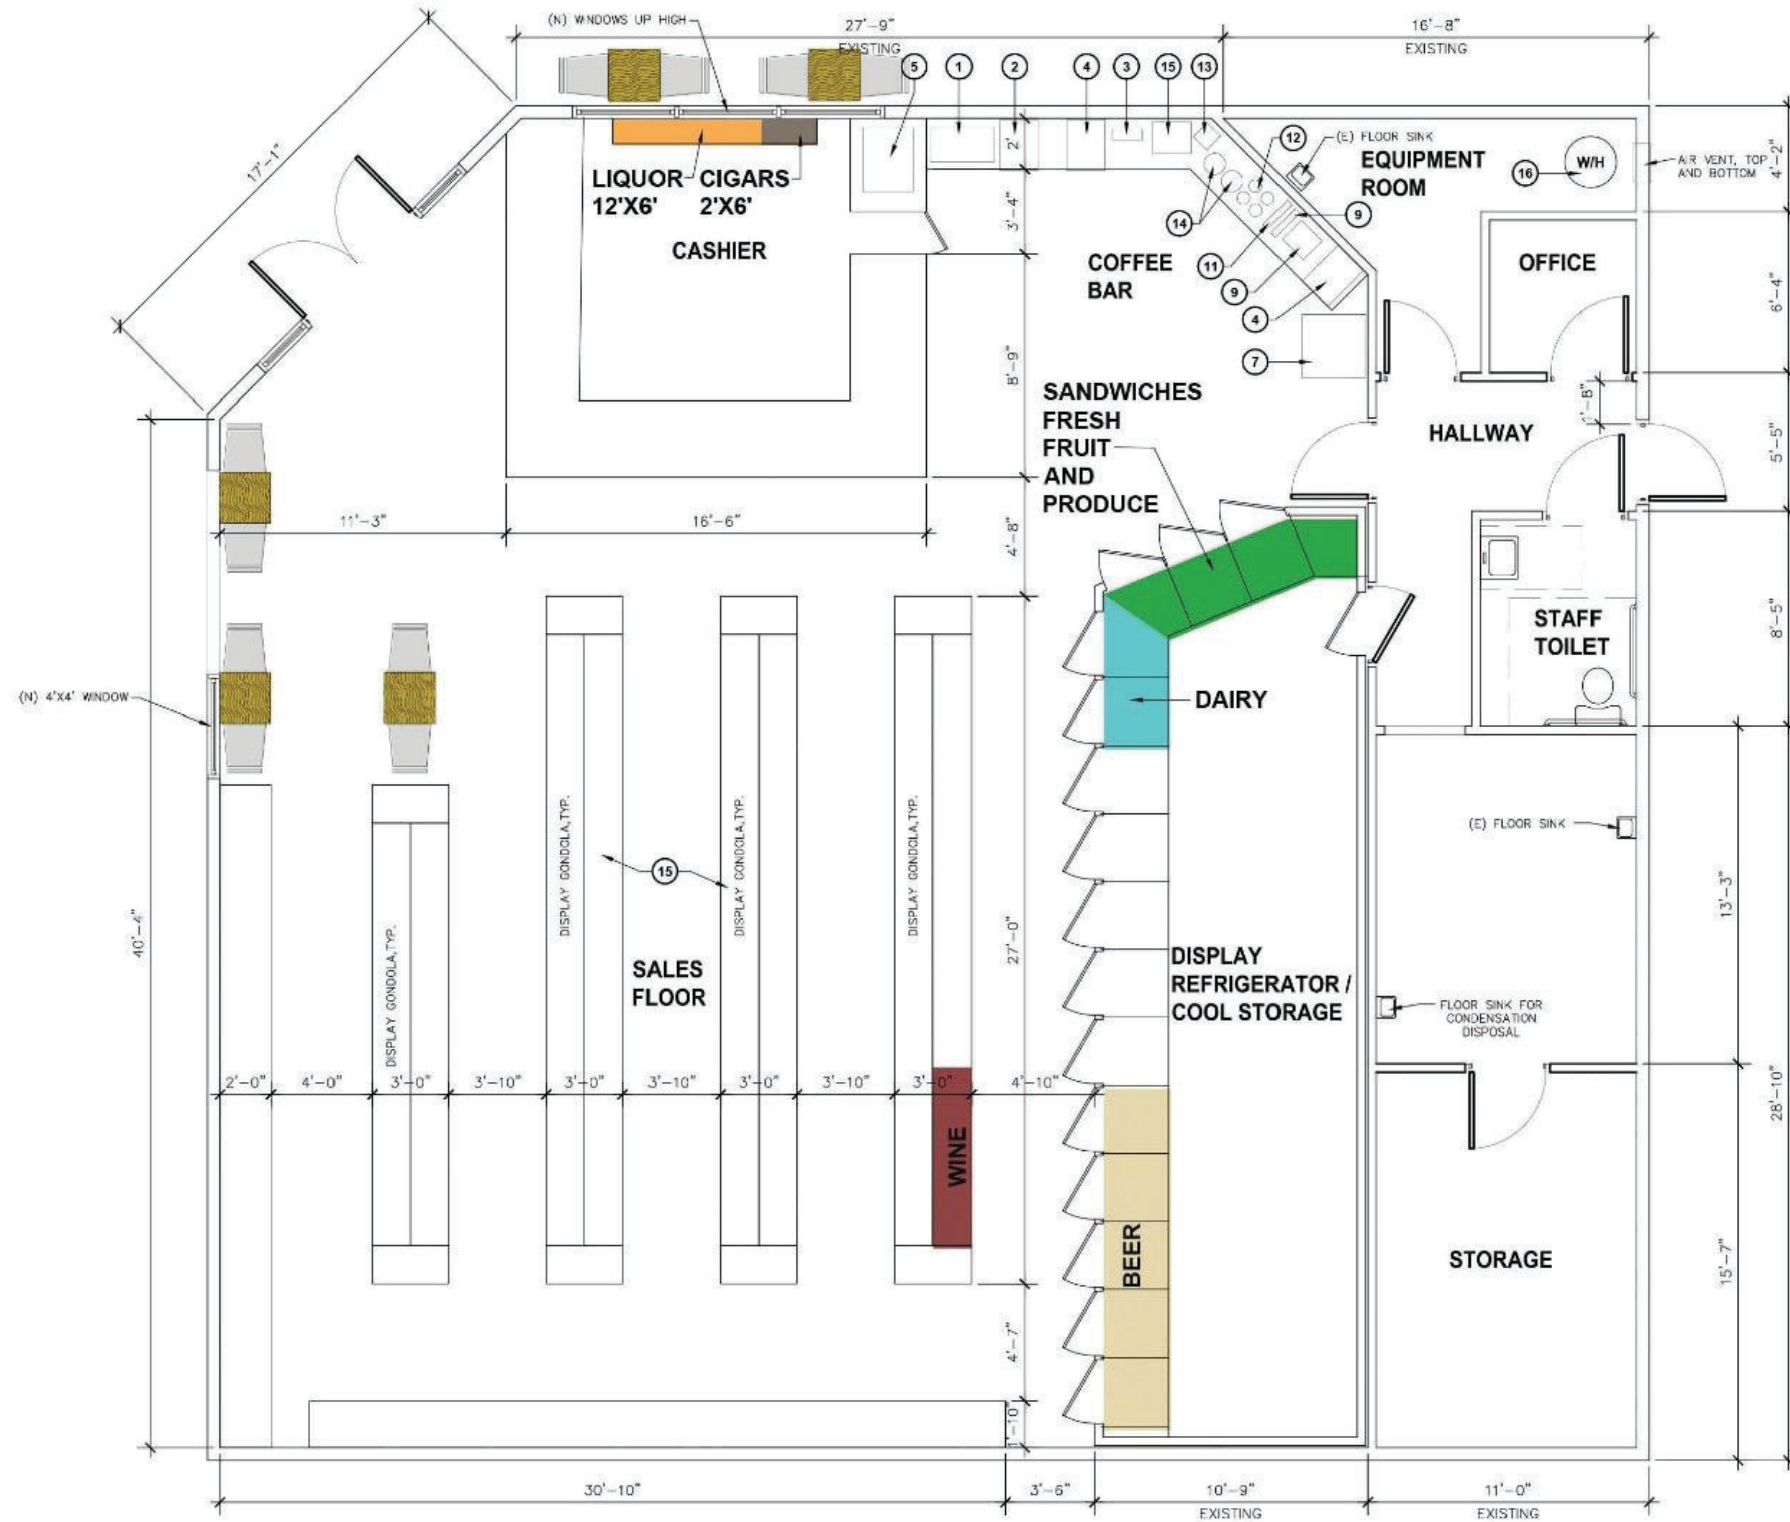 (N) WINDOWS UP HIGH
27'-9"
EXISTING
16'-8"
EXISTING
5
1
2
4
3
15
13
17'-1"
2'
12
(E) FLOOR SINK
EQUIPMENT
ROOM
16
W/H
AIR VENT, TOP
AND BOTTOM
4'-2"
LIQUOR
12'X6'
CIGARS
2'X6'
CASHIER
3'-4"
14
9
11
9
4
7
COFFEE
BAR
OFFICE
6'-4"
8'-9"
SANDWICHES
FRESH
FRUIT
AND
PRODUCE
HALLWAY
5'-5"
11'-3"
16'-6"
4'-8"
STAFF
TOILET
8'-5"
(N) 4'X4' WINDOW
DAIRY
DISPLAY GONDOLA,TYP.
DISPLAY GONDOLA,TYP.
DISPLAY GONDOLA,TYP.
DISPLAY GONDOLA,TYP.
15
(E) FLOOR SINK
13'-3"
40'-4"
SALES
FLOOR
27'-0"
DISPLAY
REFRIGERATOR /
COOL STORAGE
FLOOR SINK FOR
CONDENSATION
DISPOSAL
2'-0"
4'-0"
3'-0"
3'-10"
3'-0"
3'-10"
3'-0"
3'-10"
3'-0"
4'-10"
28'-10"
WINE
BEER
STORAGE
15'-7"
4'-7"
1'-10"
30'-10"
3'-6"
10'-9"
EXISTING
11'-0"
EXISTING